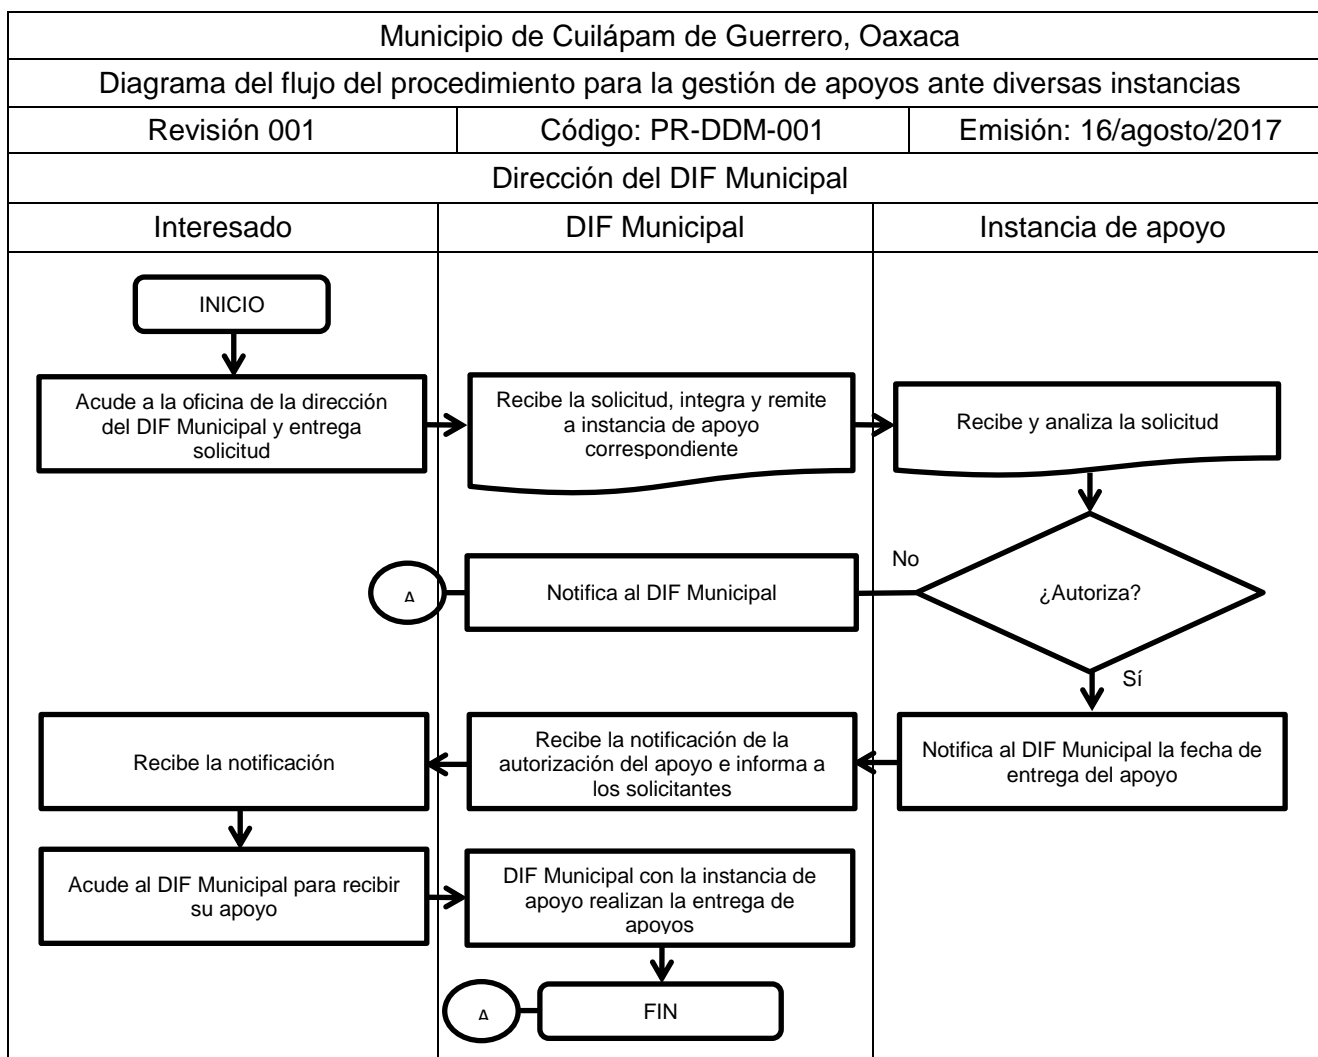 Municipio de Cuilápam de Guerrero, Oaxaca
Diagrama del flujo del procedimiento para la gestión de apoyos ante diversas instancias
Revisión 001
Código: PR-DDM-001
Emisión: 16/agosto/2017
Dirección del DIF Municipal
Interesado
DIF Municipal
Instancia de apoyo
INICIO
Acude a la oficina de la dirección
del DIF Municipal y entrega
solicitud
Recibe la solicitud, integra y remite
a instancia de apoyo
correspondiente
Recibe y analiza la solicitud
¿Autoriza?
No
Notifica al DIF Municipal
A
Sí
Notifica al DIF Municipal la fecha de
entrega del apoyo
Recibe la notificación de la
autorización del apoyo e informa a
los solicitantes
Recibe la notificación
Acude al DIF Municipal para recibir
su apoyo
DIF Municipal con la instancia de
apoyo realizan la entrega de
apoyos
A
FIN